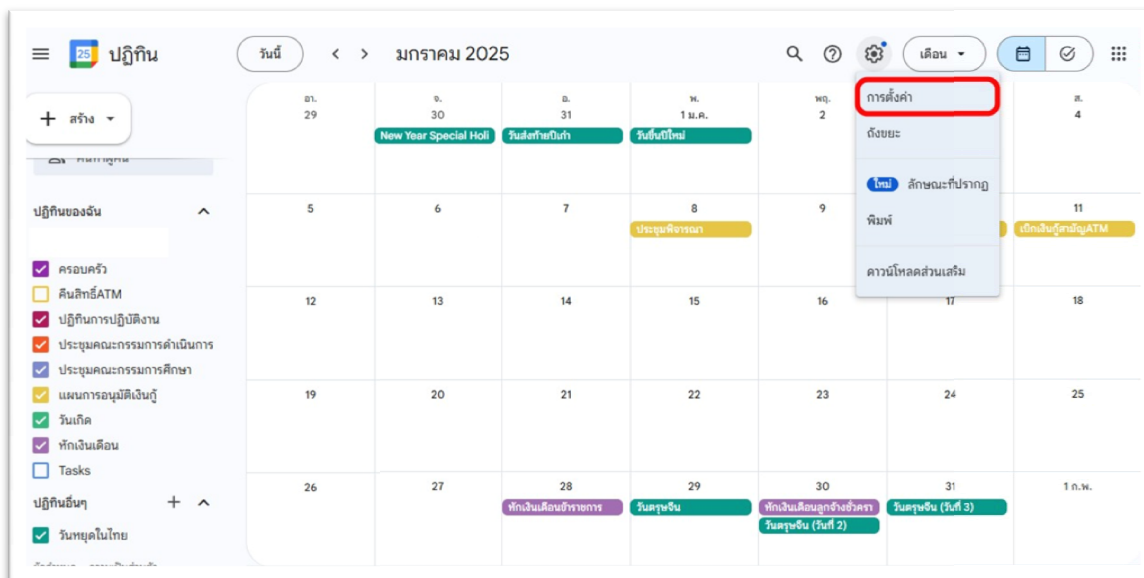 25 ปฏิทิน วันนี้ < > มกราคม 2025 เดือน
สร้าง
ปฏิทินของฉัน
ครอบครัว
คืนสิทธิ์ATM
ปฏิทินการปฏิบัติงาน
ประชุมคณะกรรมการดำเนินการ
ประชุมคณะกรรมการศึกษา
แผนการอนุมัติเงินกู้
วันเกิด
หักเงินเดือน
Tasks
ปฏิทินอื่นๆ
วันหยุดในไทย
การตั้งค่า
ถังขยะ
ใหม่ ลักษณะที่ปรากฏ
พิมพ์
ดาวน์โหลดส่วนเสริม
อา. จ. อ. พ. พฤ. ส.
29 30 31 1 ม.ค. 2 4
New Year Special Holi วันส่งท้ายปีเก่า วันขึ้นปีใหม่
5 6 7 8 9 11
ประชุมพิจารณา เบิกเงินกู้สามัญATM
12 13 14 15 16 17 18
19 20 21 22 23 24 25
26 27 28 29 30 31 1 ก.พ.
หักเงินเดือนข้าราชการ วันตรุษจีน หักเงินเดือนลูกจ้างชั่วครา วันตรุษจีน (วันที่ 3)
วันตรุษจีน (วันที่ 2)